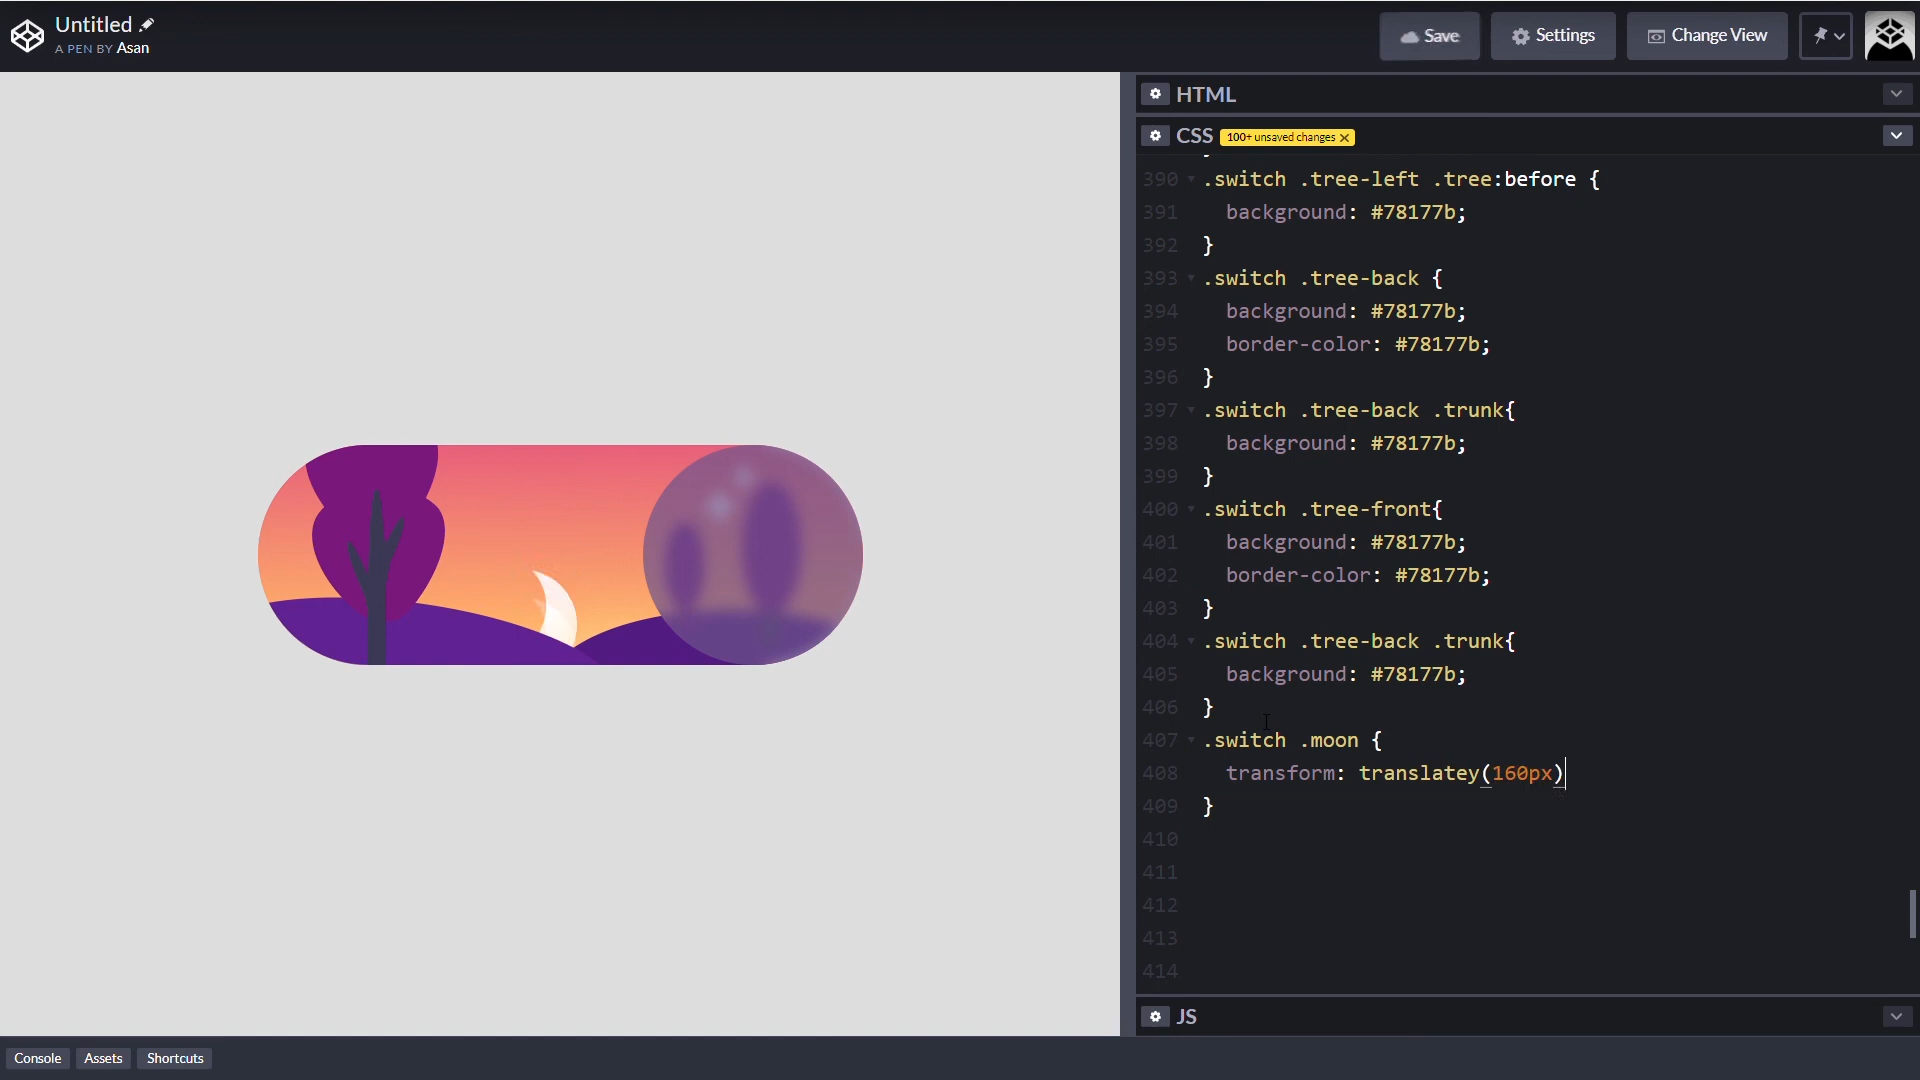 Untitled
A PEN BY Asan
Save
Settings
Change View
HTML
CSS 100+ unsaved changes ×
390 .switch .tree-left .tree:before {
391 background: #78177b;
392 }
393 .switch .tree-back {
394 background: #78177b;
395 border-color: #78177b;
396 }
397 .switch .tree-back .trunk{
398 background: #78177b;
399 }
400 .switch .tree-front{
401 background: #78177b;
402 border-color: #78177b;
403 }
404 .switch .tree-back .trunk{
405 background: #78177b;
406 }
407 .switch .moon {
408 transform: translatey(160px)
409 }
410
411
412
413
414
JS
Console
Assets
Shortcuts